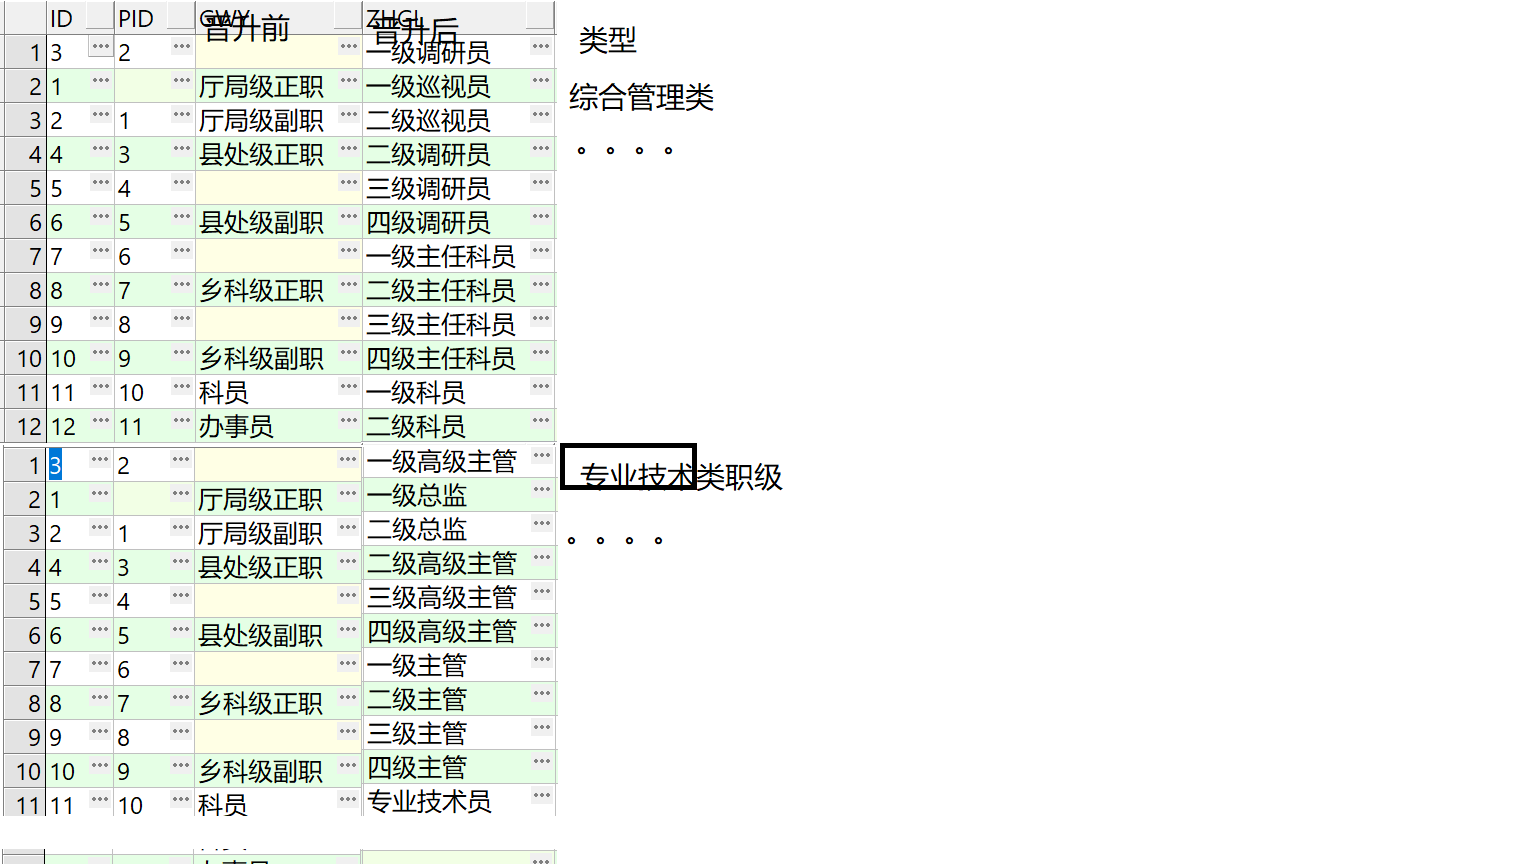 ID PID GWY ZHGL
晋升前 晋升后 类型
1 3 2 一级调研员
2 1 厅局级正职 一级巡视员 综合管理类
3 2 1 厅局级副职 二级巡视员
4 4 3 县处级正职 二级调研员 。。。。
5 5 4 三级调研员
6 6 5 县处级副职 四级调研员
7 7 6 一级主任科员
8 8 7 乡科级正职 二级主任科员
9 9 8 三级主任科员
10 10 9 乡科级副职 四级主任科员
11 11 10 科员 一级科员
12 12 11 办事员 二级科员
1 3 2 一级高级主管 专业技术类职级
2 1 厅局级正职 一级总监
3 2 1 厅局级副职 二级总监 。。。。
4 4 3 县处级正职 二级高级主管
5 5 4 三级高级主管
6 6 5 县处级副职 四级高级主管
7 7 6 一级主管
8 8 7 乡科级正职 二级主管
9 9 8 三级主管
10 10 9 乡科级副职 四级主管
11 11 10 科员 专业技术员